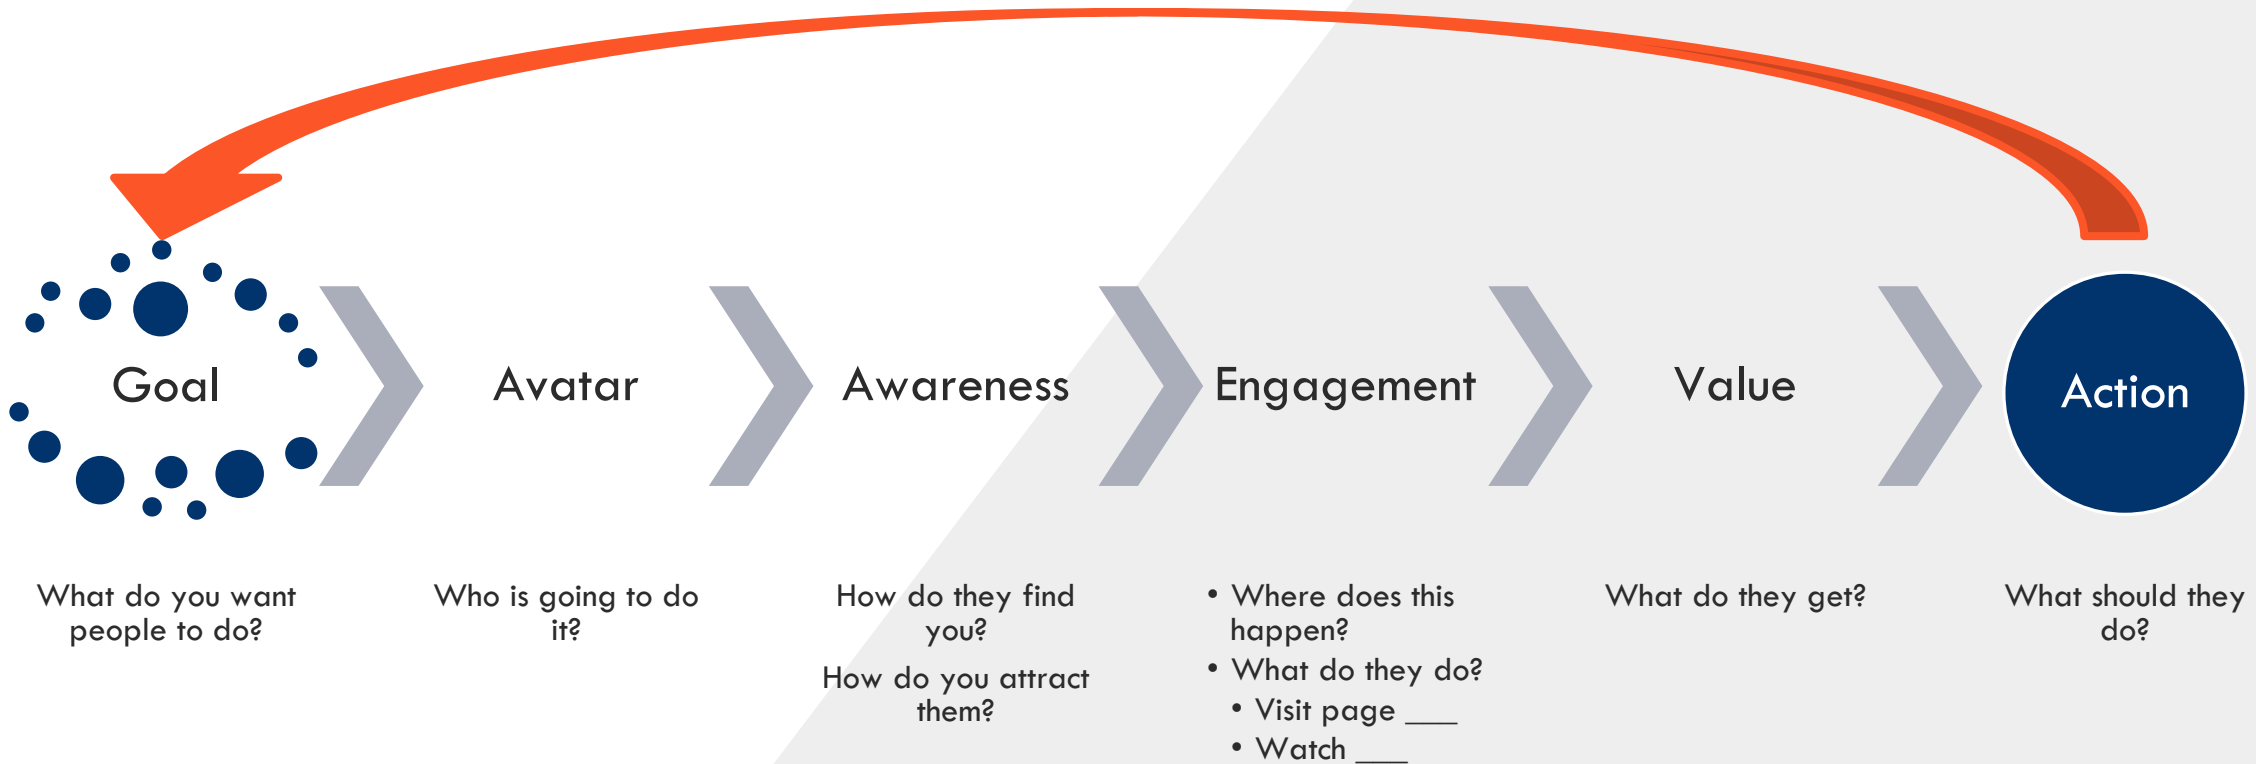 Goal
Avatar
Awareness
Engagement
Value
Action
What do you want
people to do?
Who is going to do
it?
How do they find
you?
How do you attract
them?
• Where does this
happen?
• What do they do?
• Visit page ___
• Watch ___
What do they get?
What should they
do?